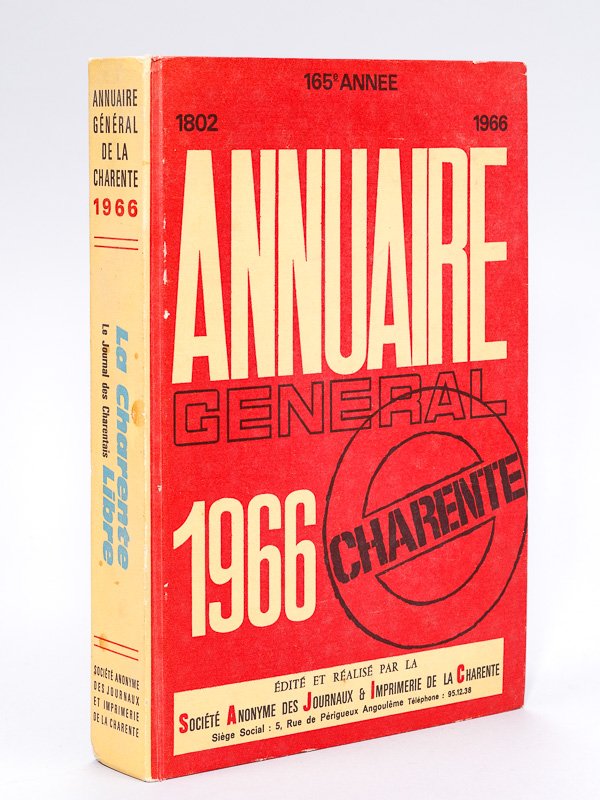 ANNUAIRE
GÉNÉRAL
DE LA
CHARENTE
1966
La Charente Libre
Le Journal des Charentais
SOCIÉTÉ ANONYME
DES JOURNAUX
ET IMPRIMERIE
DE LA CHARENTE
165e ANNEE
1802 1966
ANNUAIRE
GENERAL
CHARENTE
1966
ÉDITÉ ET RÉALISÉ PAR LA
SOCIÉTÉ ANONYME DES JOURNAUX & IMPRIMERIE DE LA CHARENTE
Siège Social : 5, Rue de Périgueux Angoulême Téléphone : 95.12.38